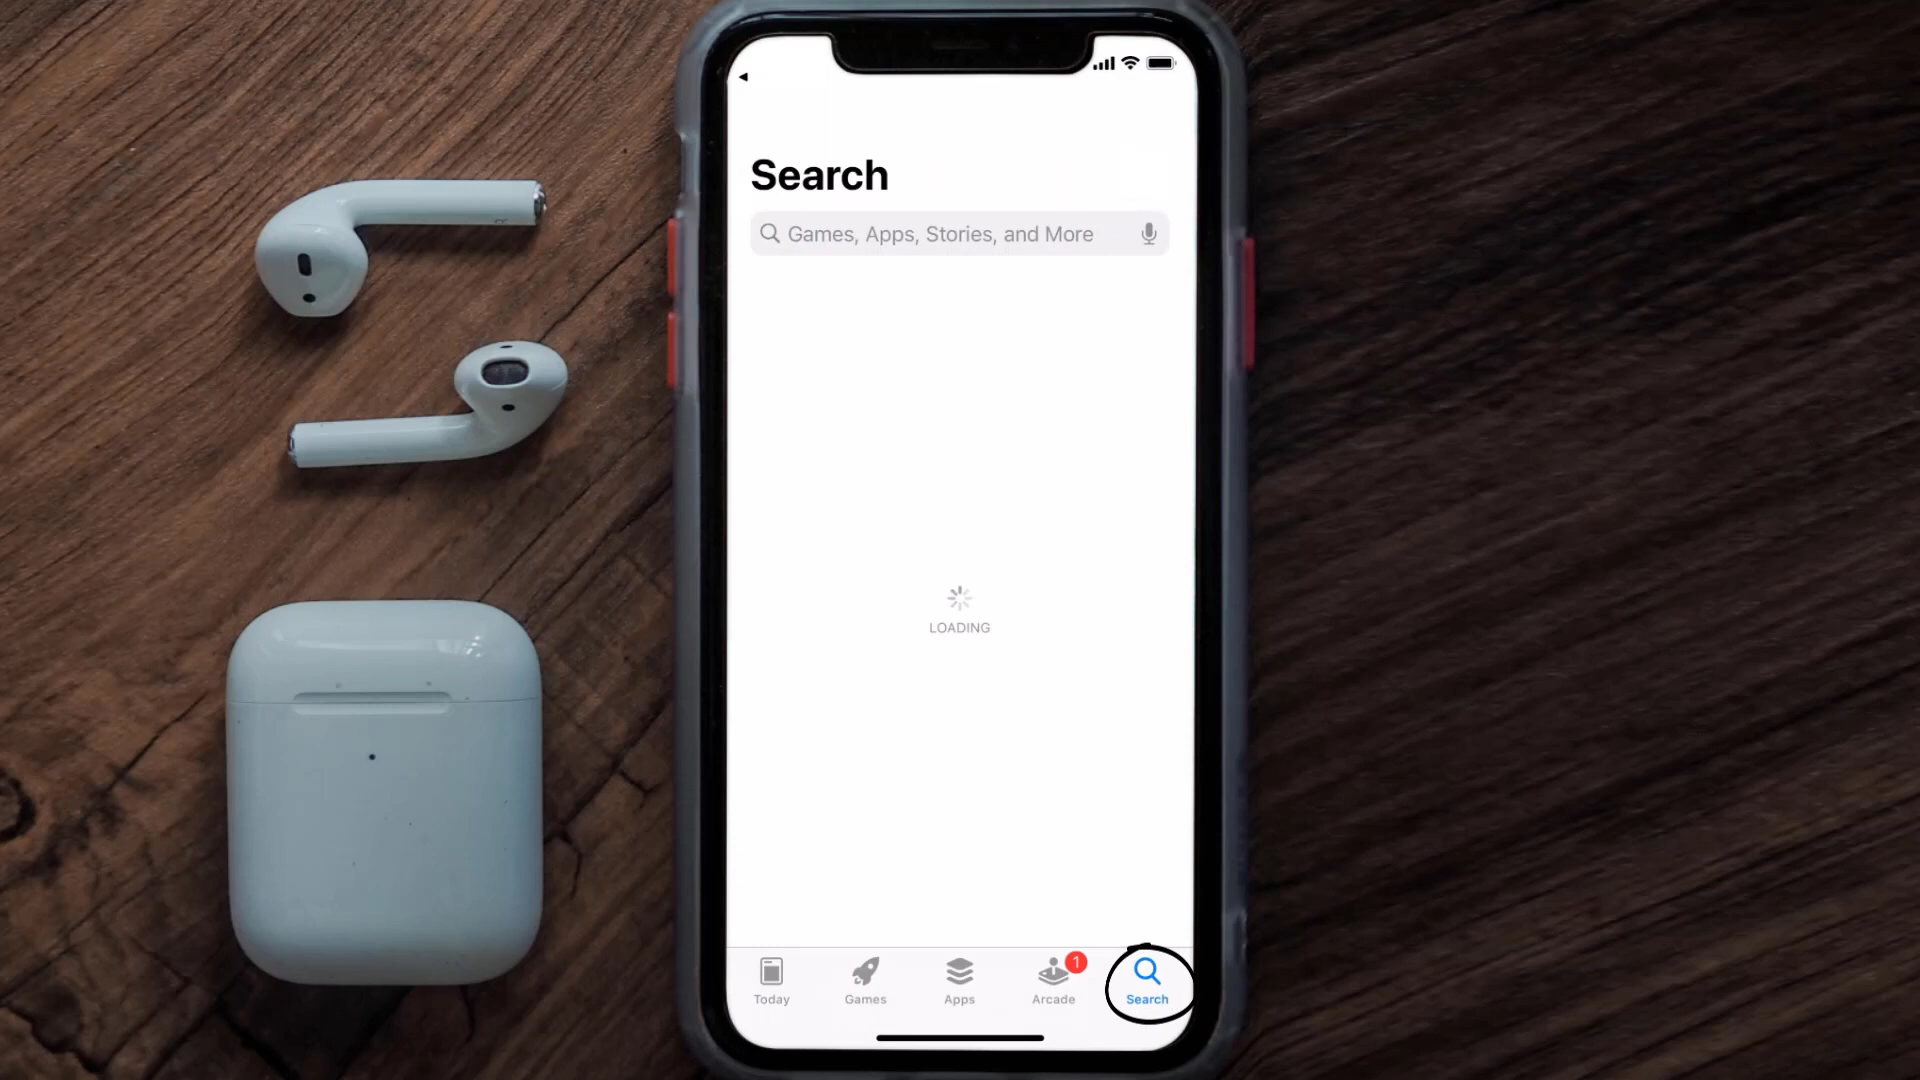 Search
Games, Apps, Stories, and More
LOADING
Today
Games
Apps
Arcade
1
Search